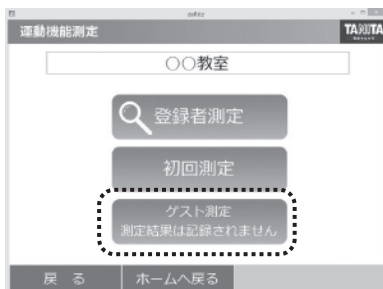 運動機能測定
TANITA
○○教室
登録者測定
初回測定
ゲスト測定
測定結果は記録されません
戻る
ホームへ戻る